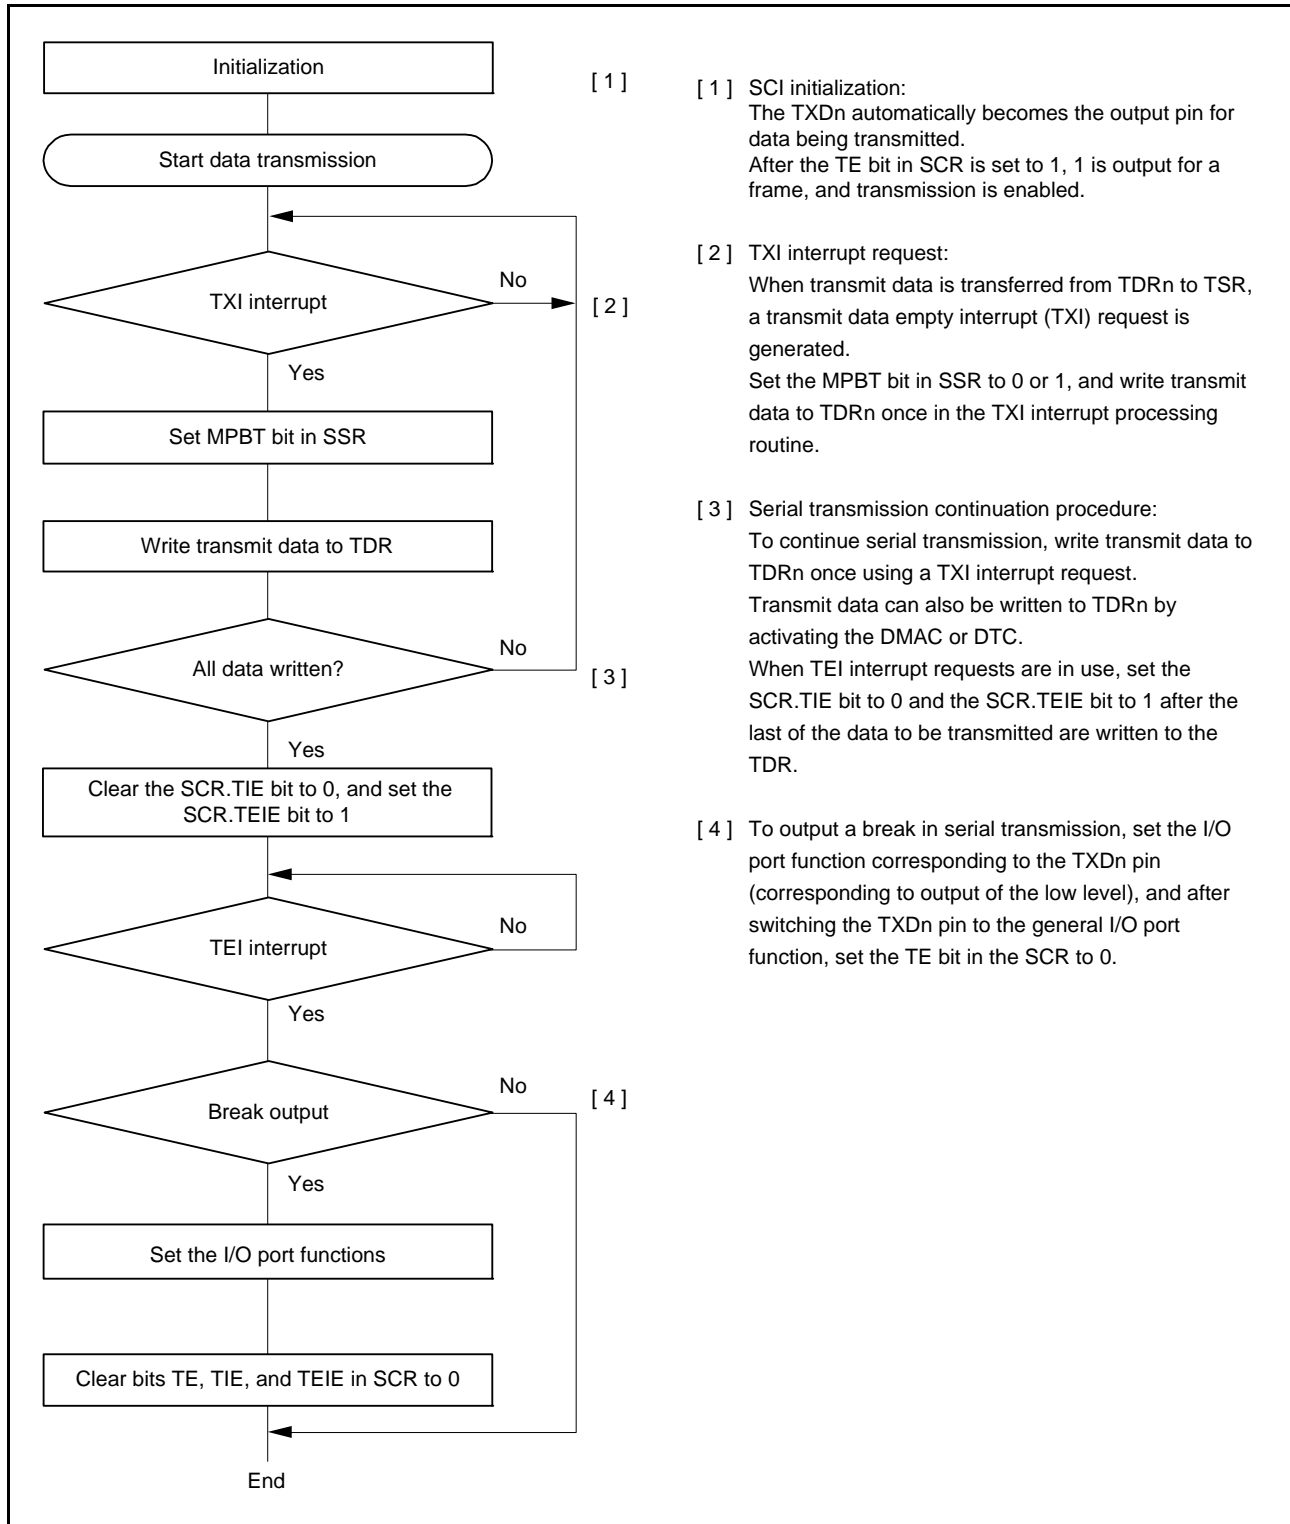 Initialization
[ 1 ]
Start data transmission
TXI interrupt
No
[ 2 ]
Yes
Set MPBT bit in SSR
Write transmit data to TDR
All data written?
No
[ 3 ]
Yes
Clear the SCR.TIE bit to 0, and set the
SCR.TEIE bit to 1
TEI interrupt
No
Yes
Break output
No
[ 4 ]
Yes
Set the I/O port functions
Clear bits TE, TIE, and TEIE in SCR to 0
End
[ 1 ] SCI initialization:
The TXDn automatically becomes the output pin for
data being transmitted.
After the TE bit in SCR is set to 1, 1 is output for a
frame, and transmission is enabled.
[ 2 ] TXI interrupt request:
When transmit data is transferred from TDRn to TSR,
a transmit data empty interrupt (TXI) request is
generated.
Set the MPBT bit in SSR to 0 or 1, and write transmit
data to TDRn once in the TXI interrupt processing
routine.
[ 3 ] Serial transmission continuation procedure:
To continue serial transmission, write transmit data to
TDRn once using a TXI interrupt request.
Transmit data can also be written to TDRn by
activating the DMAC or DTC.
When TEI interrupt requests are in use, set the
SCR.TIE bit to 0 and the SCR.TEIE bit to 1 after the
last of the data to be transmitted are written to the
TDR.
[ 4 ] To output a break in serial transmission, set the I/O
port function corresponding to the TXDn pin
(corresponding to output of the low level), and after
switching the TXDn pin to the general I/O port
function, set the TE bit in the SCR to 0.